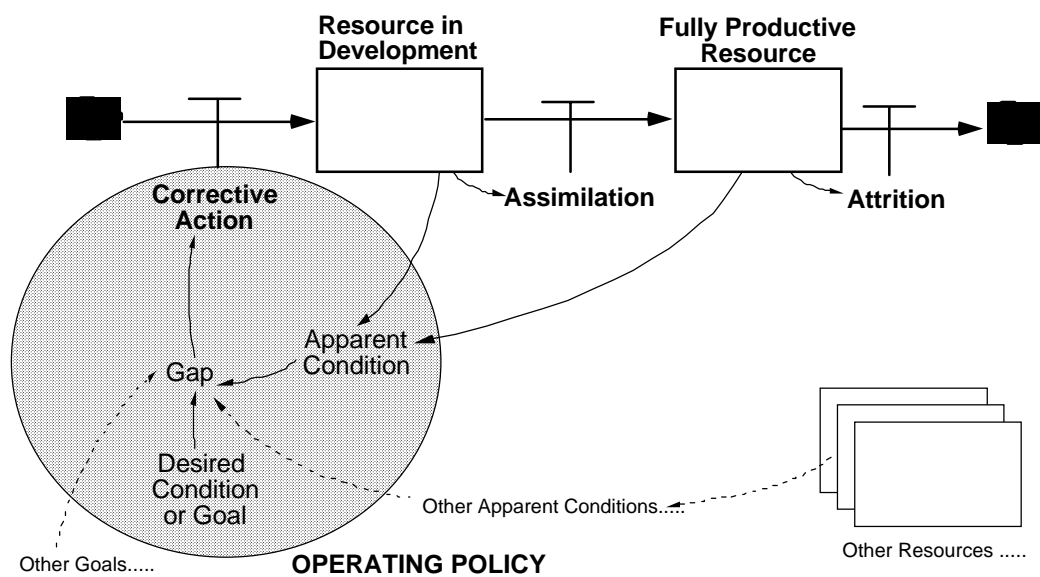 Resource in
Development
Fully Productive
Resource
Corrective
Action
Assimilation
Attrition
Apparent
Condition
Gap
Desired
Condition
or Goal
Other Apparent Conditions.....
Other Goals.....
OPERATING POLICY
Other Resources .....